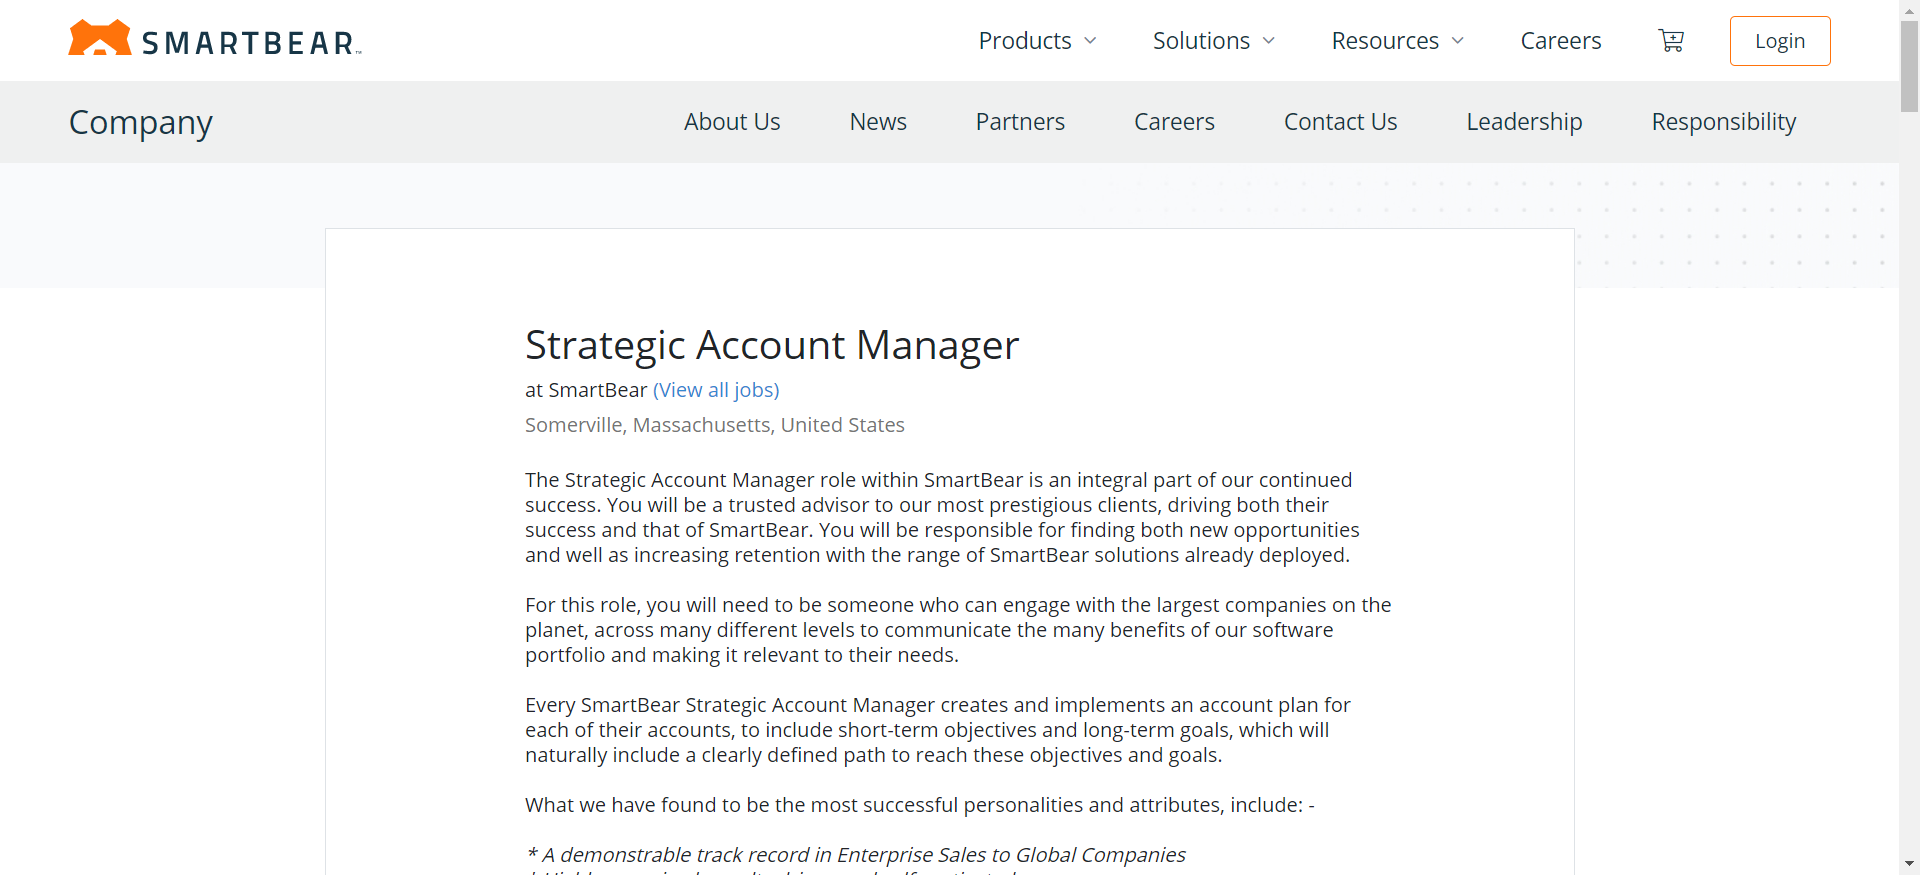 SMARTBEAR™
Products
Solutions
Resources
Careers
Login
Company
About Us
News
Partners
Careers
Contact Us
Leadership
Responsibility
Strategic Account Manager
at SmartBear (View all jobs)
Somerville, Massachusetts, United States
The Strategic Account Manager role within SmartBear is an integral part of our continued
success. You will be a trusted advisor to our most prestigious clients, driving both their
success and that of SmartBear. You will be responsible for finding both new opportunities
and well as increasing retention with the range of SmartBear solutions already deployed.
For this role, you will need to be someone who can engage with the largest companies on the
planet, across many different levels to communicate the many benefits of our software
portfolio and making it relevant to their needs.
Every SmartBear Strategic Account Manager creates and implements an account plan for
each of their accounts, to include short-term objectives and long-term goals, which will
naturally include a clearly defined path to reach these objectives and goals.
What we have found to be the most successful personalities and attributes, include: -
* A demonstrable track record in Enterprise Sales to Global Companies